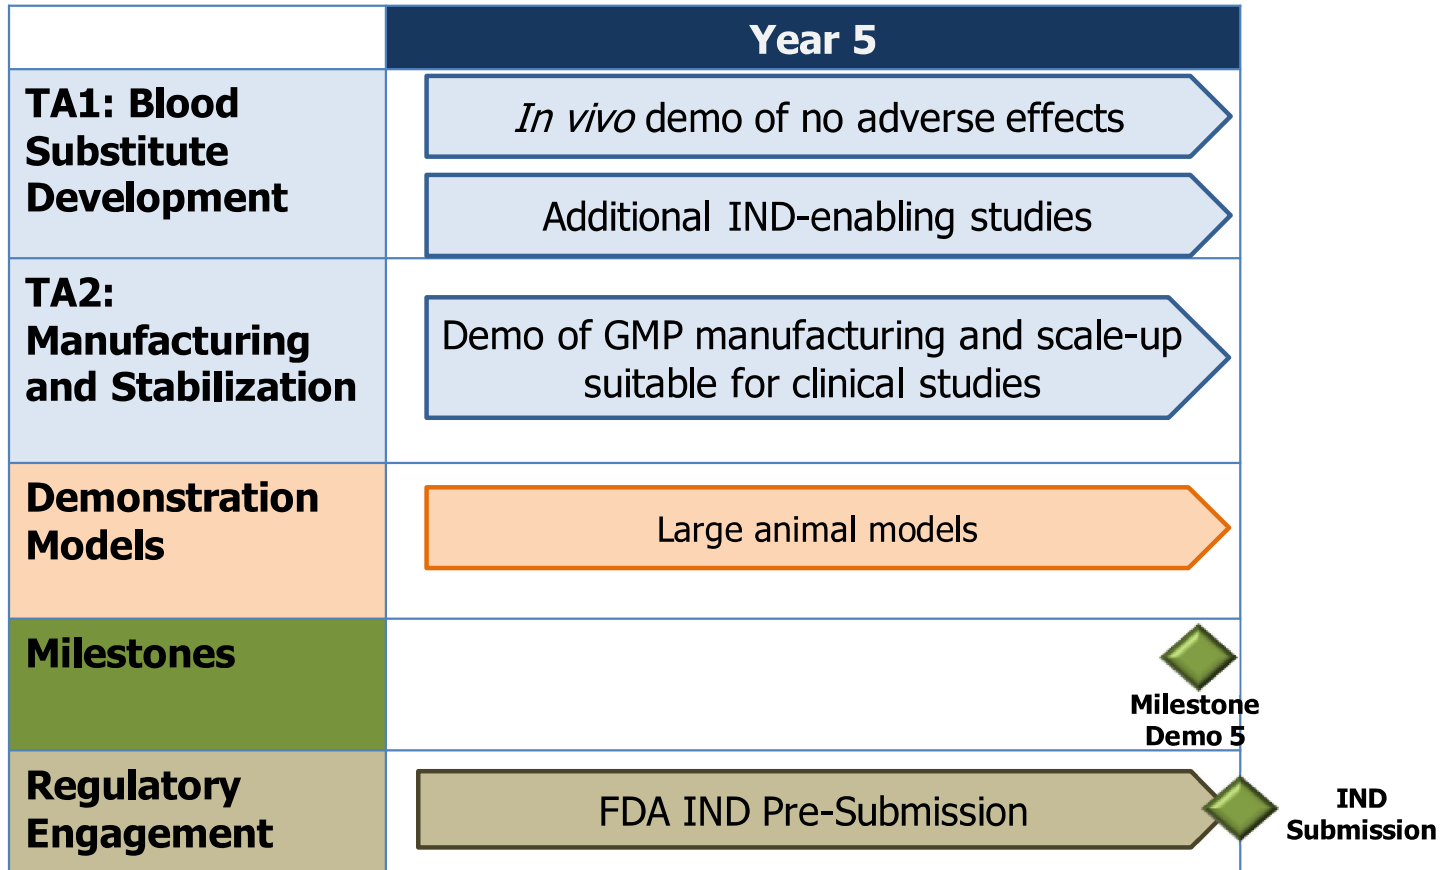 Year 5
TA1: Blood
Substitute
Development
In vivo demo of no adverse effects
Additional IND-enabling studies
TA2:
Manufacturing
and Stabilization
Demo of GMP manufacturing and scale-up
suitable for clinical studies
Demonstration
Models
Large animal models
Milestones
Milestone
Demo 5
Regulatory
Engagement
FDA IND Pre-Submission
IND
Submission